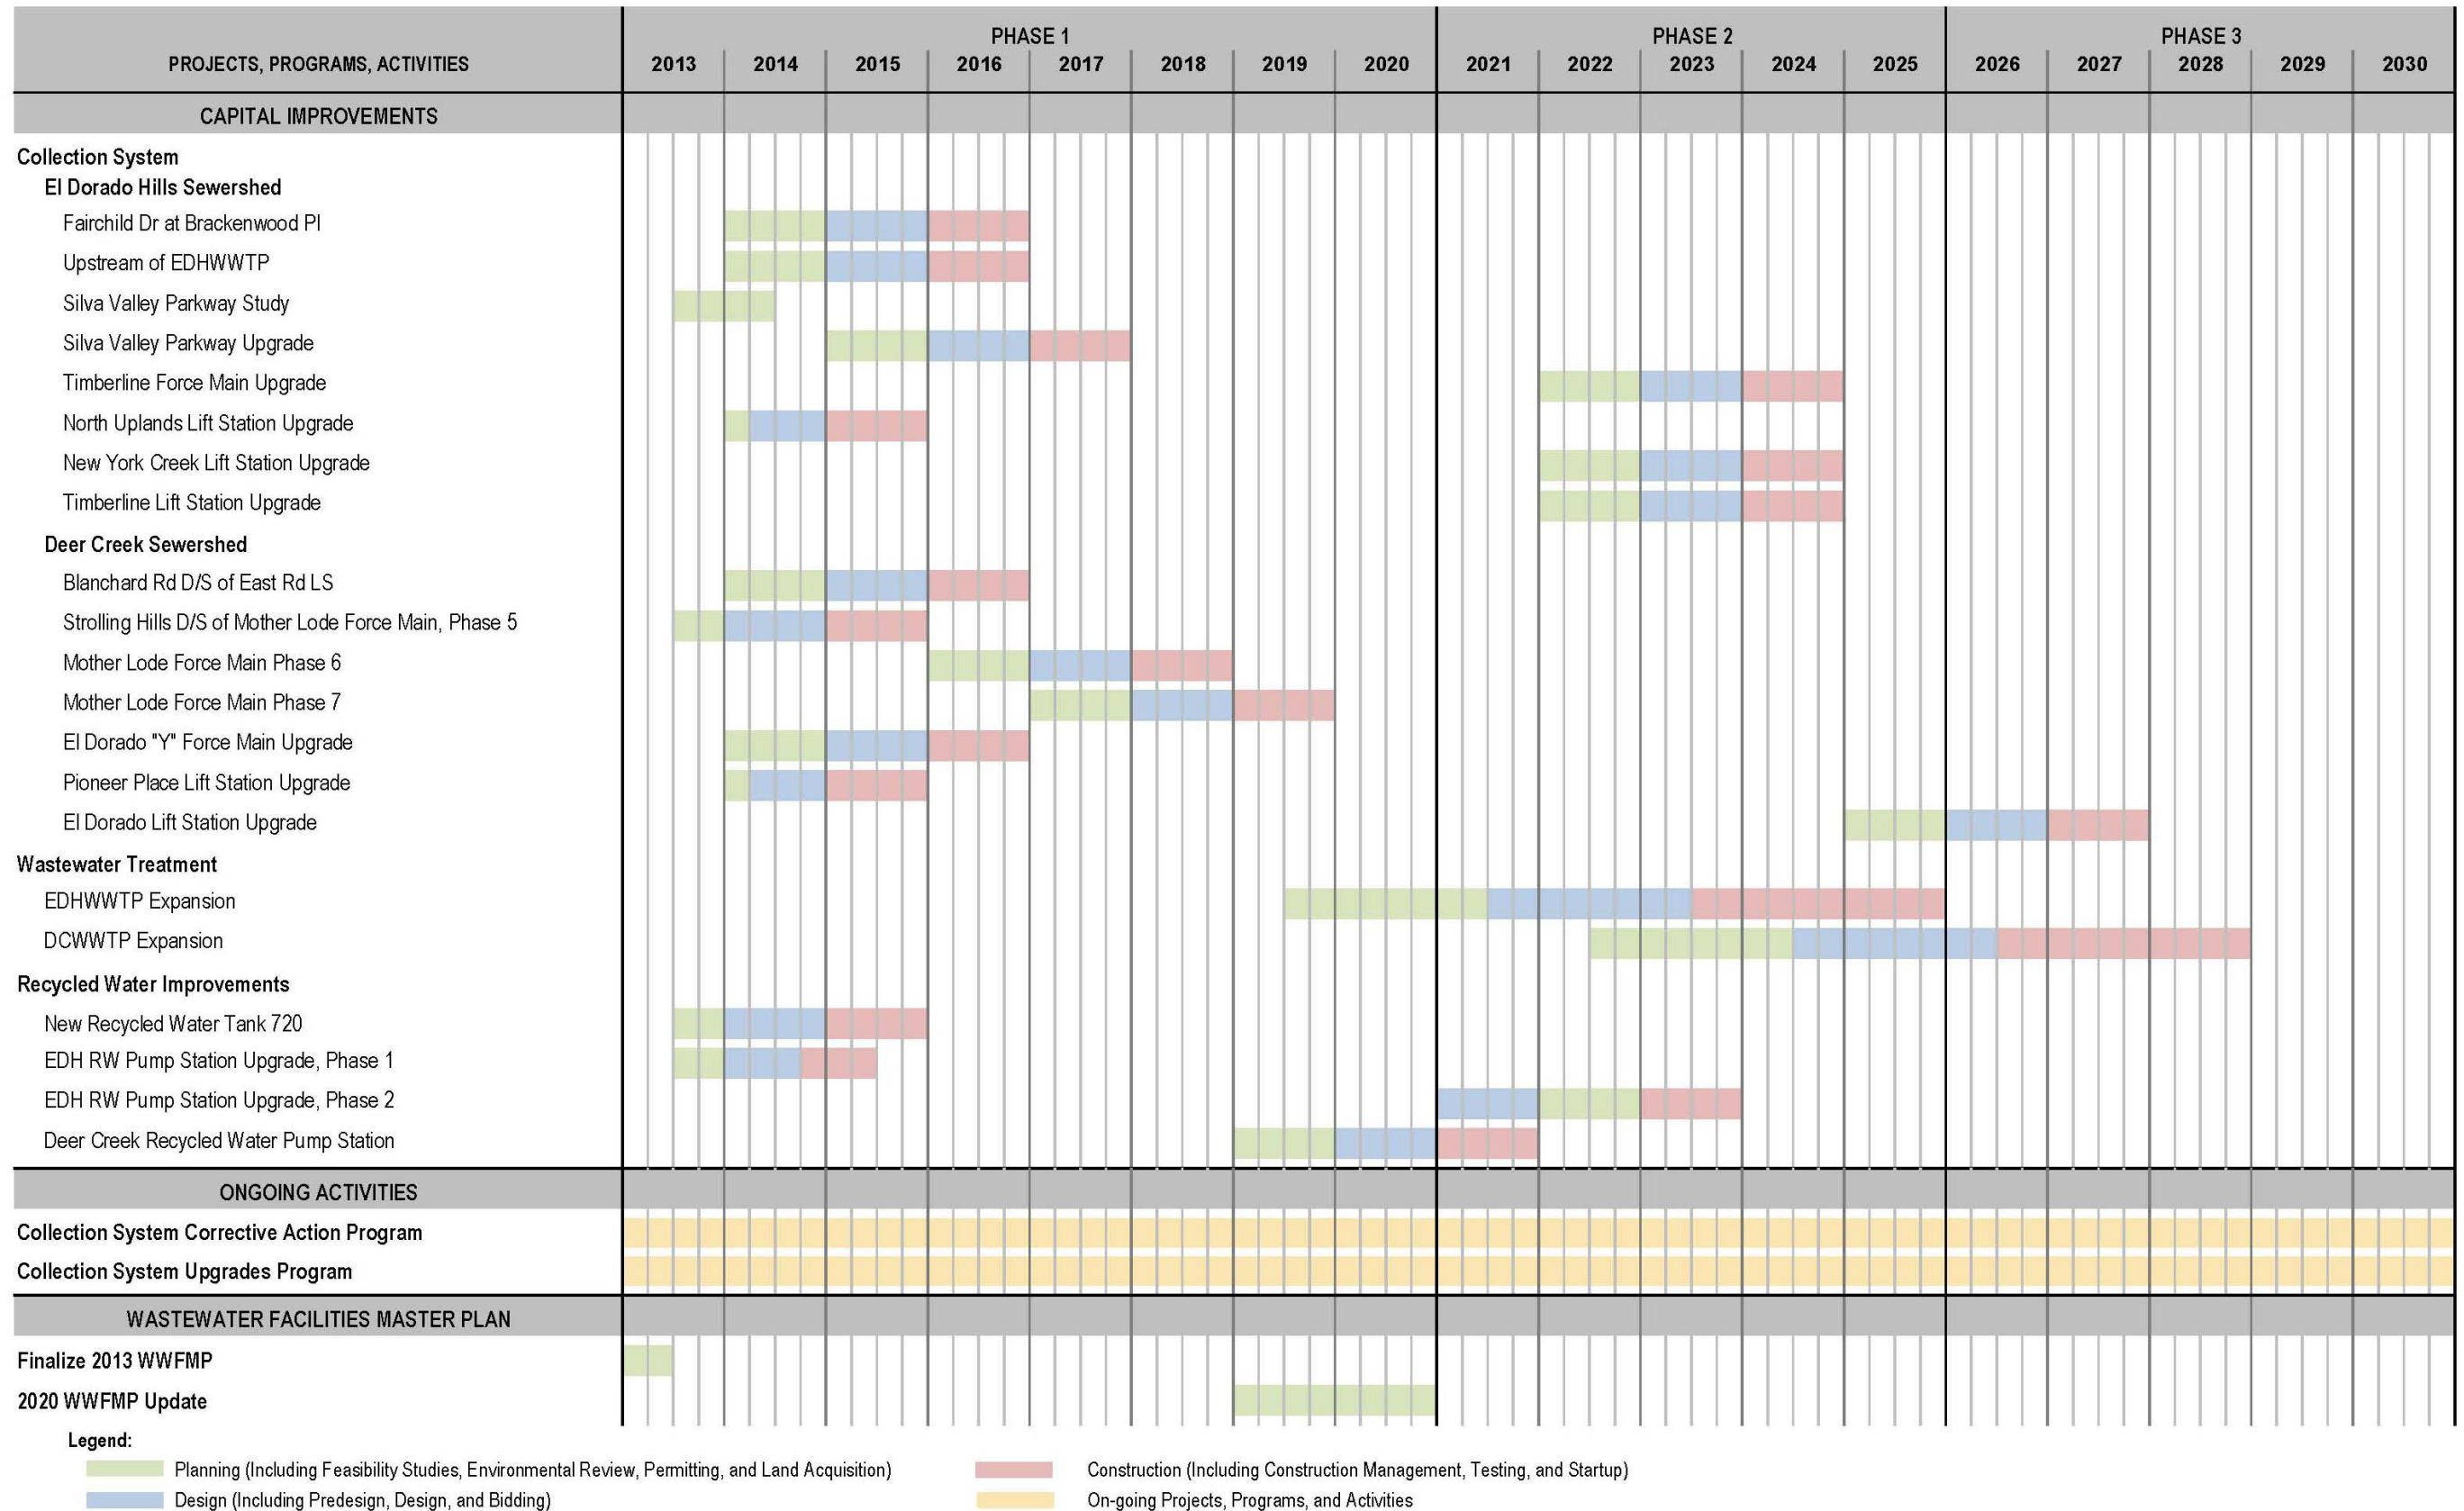 PHASE 1 PHASE 2 PHASE 3
PROJECTS, PROGRAMS, ACTIVITIES 2013 2014 2015 2016 2017 2018 2019 2020 2021 2022 2023 2024 2025 2026 2027 2028 2029 2030
CAPITAL IMPROVEMENTS
Collection System
El Dorado Hills Sewershed
Fairchild Dr at Brackenwood Pl
Upstream of EDHWWTP
Silva Valley Parkway Study
Silva Valley Parkway Upgrade
Timberline Force Main Upgrade
North Uplands Lift Station Upgrade
New York Creek Lift Station Upgrade
Timberline Lift Station Upgrade
Deer Creek Sewershed
Blanchard Rd D/S of East Rd LS
Strolling Hills D/S of Mother Lode Force Main, Phase 5
Mother Lode Force Main Phase 6
Mother Lode Force Main Phase 7
El Dorado "Y" Force Main Upgrade
Pioneer Place Lift Station Upgrade
El Dorado Lift Station Upgrade
Wastewater Treatment
EDHWWTP Expansion
DCWWTP Expansion
Recycled Water Improvements
New Recycled Water Tank 720
EDH RW Pump Station Upgrade, Phase 1
EDH RW Pump Station Upgrade, Phase 2
Deer Creek Recycled Water Pump Station
ONGOING ACTIVITIES
Collection System Corrective Action Program
Collection System Upgrades Program
WASTEWATER FACILITIES MASTER PLAN
Finalize 2013 WWFMP
2020 WWFMP Update
Legend:
Planning (Including Feasibility Studies, Environmental Review, Permitting, and Land Acquisition)
Construction (Including Construction Management, Testing, and Startup)
Design (Including Predesign, Design, and Bidding)
On-going Projects, Programs, and Activities